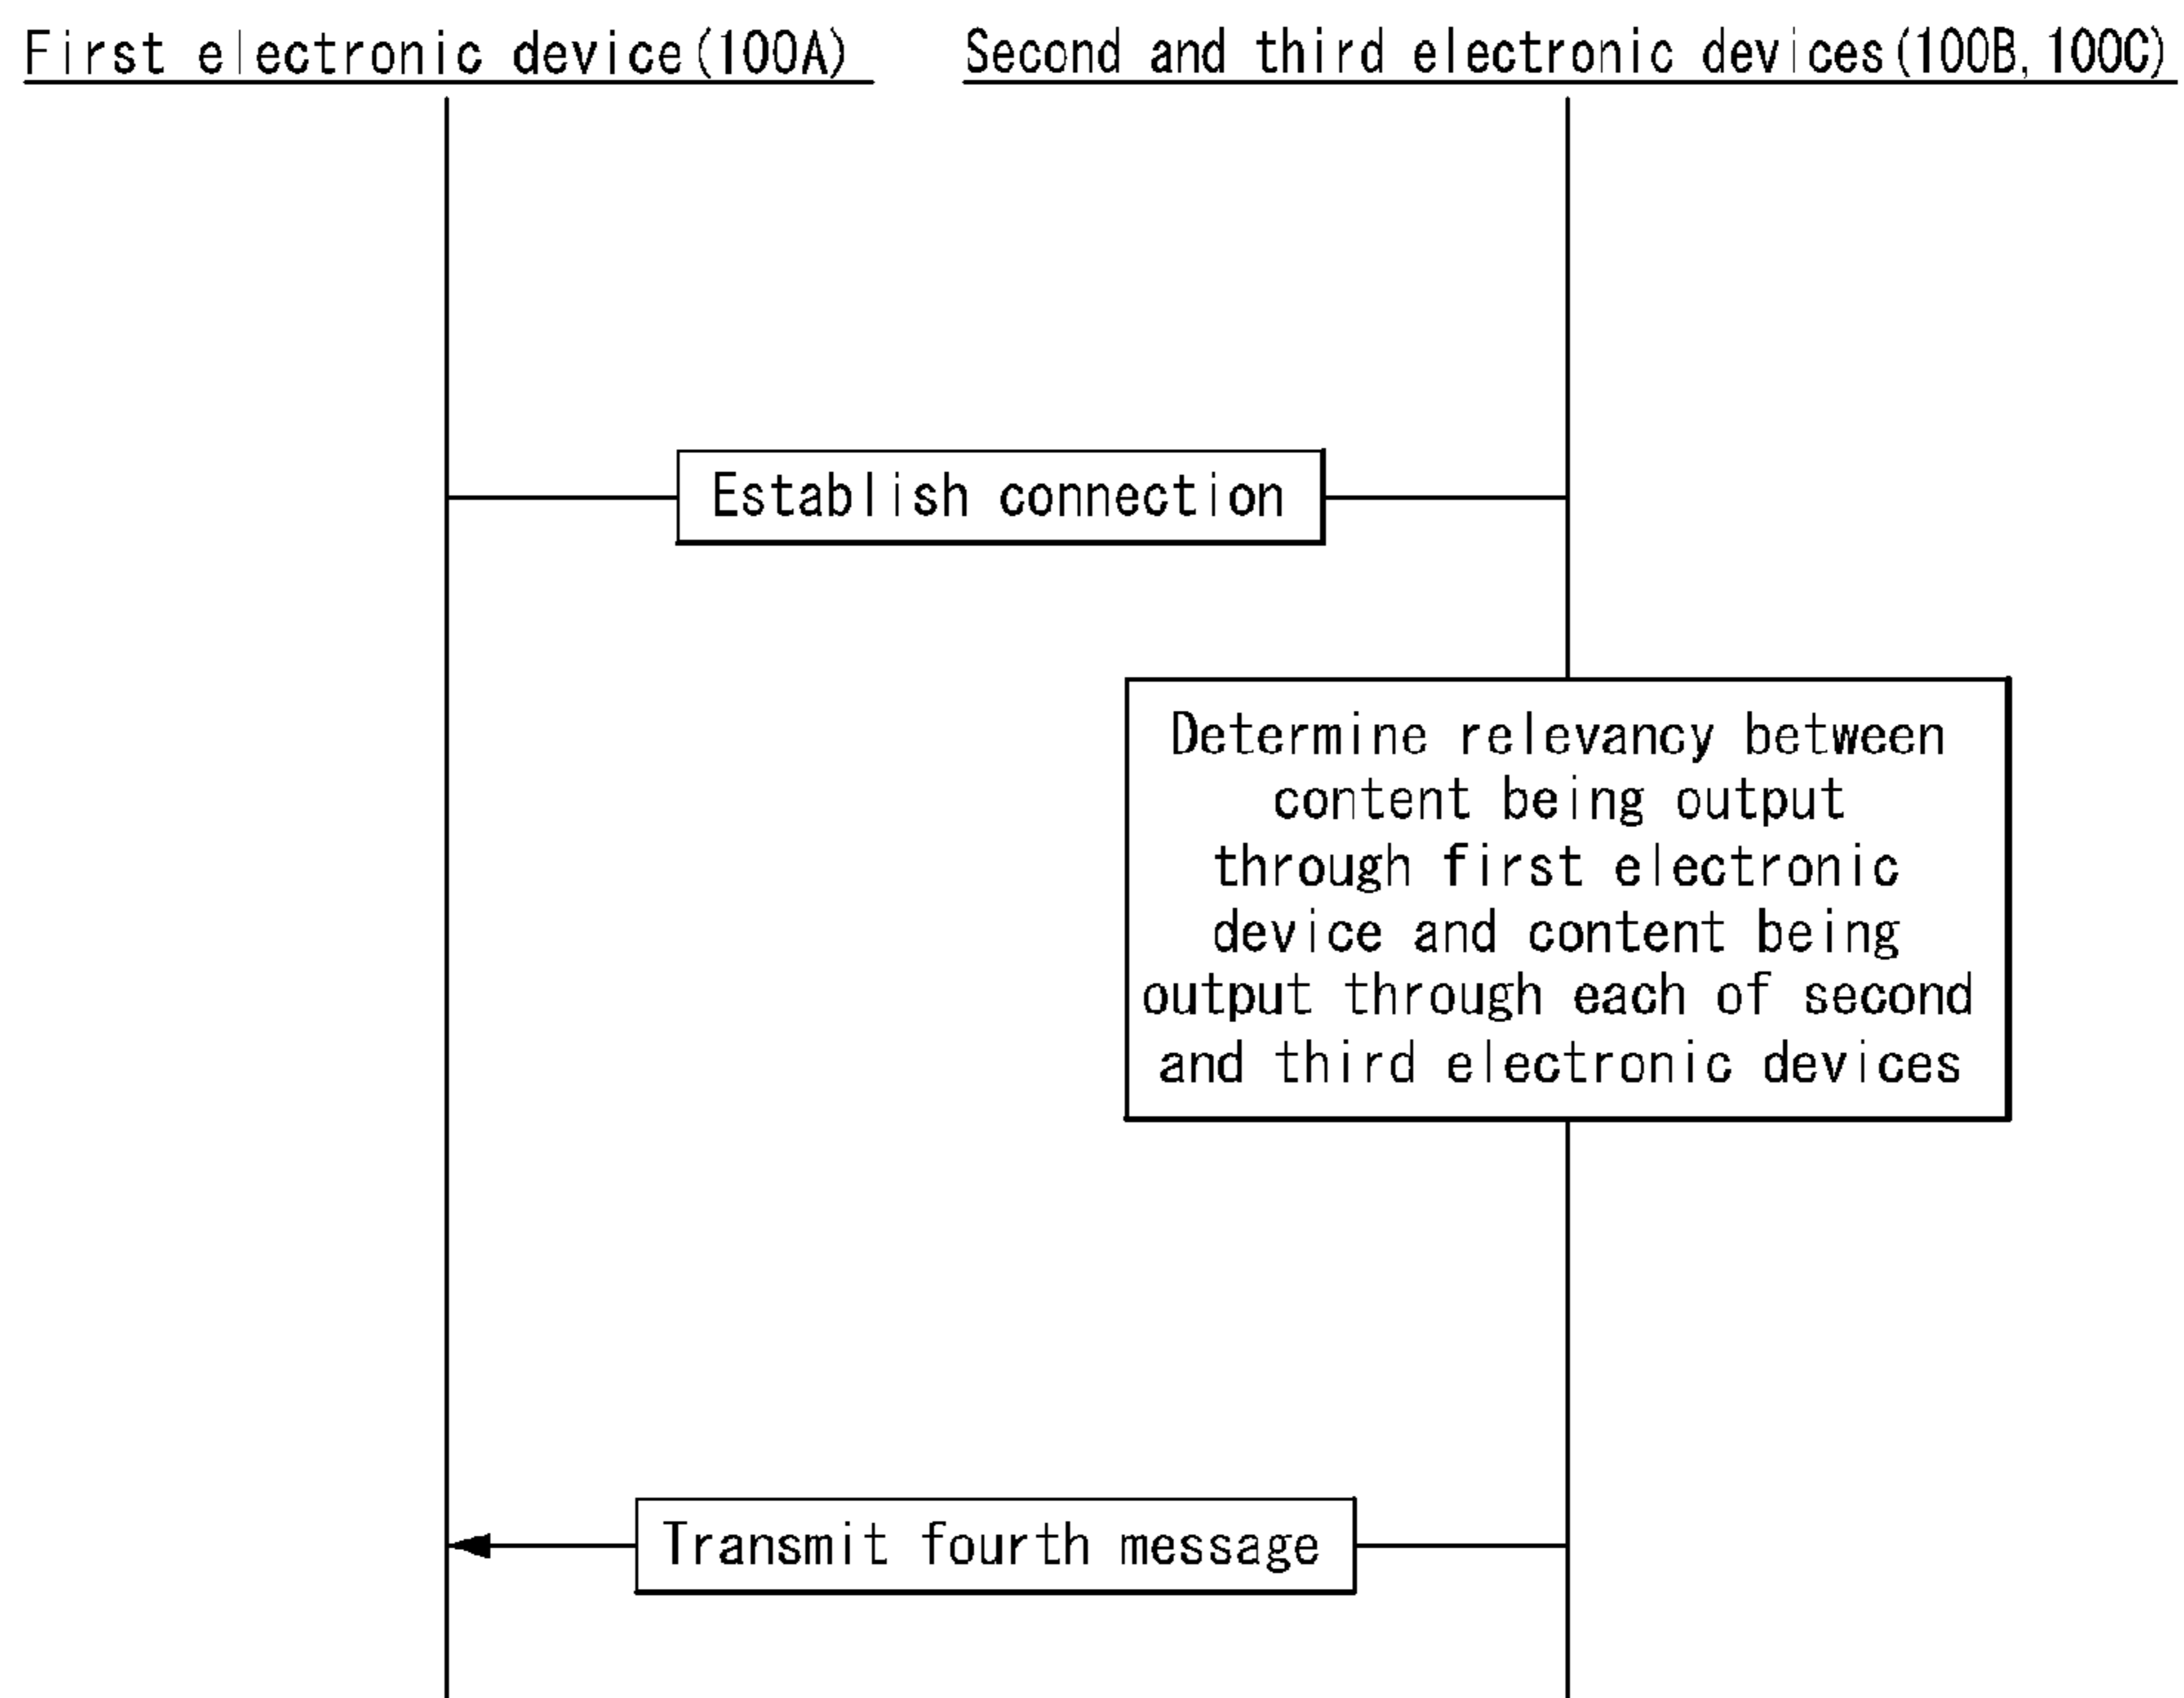 First electronic device(100A)
Second and third electronic devices(100B, 100C)
Establish connection
Determine relevancy between
content being output
through first electronic
device and content being
output through each of second
and third electronic devices
Transmit fourth message